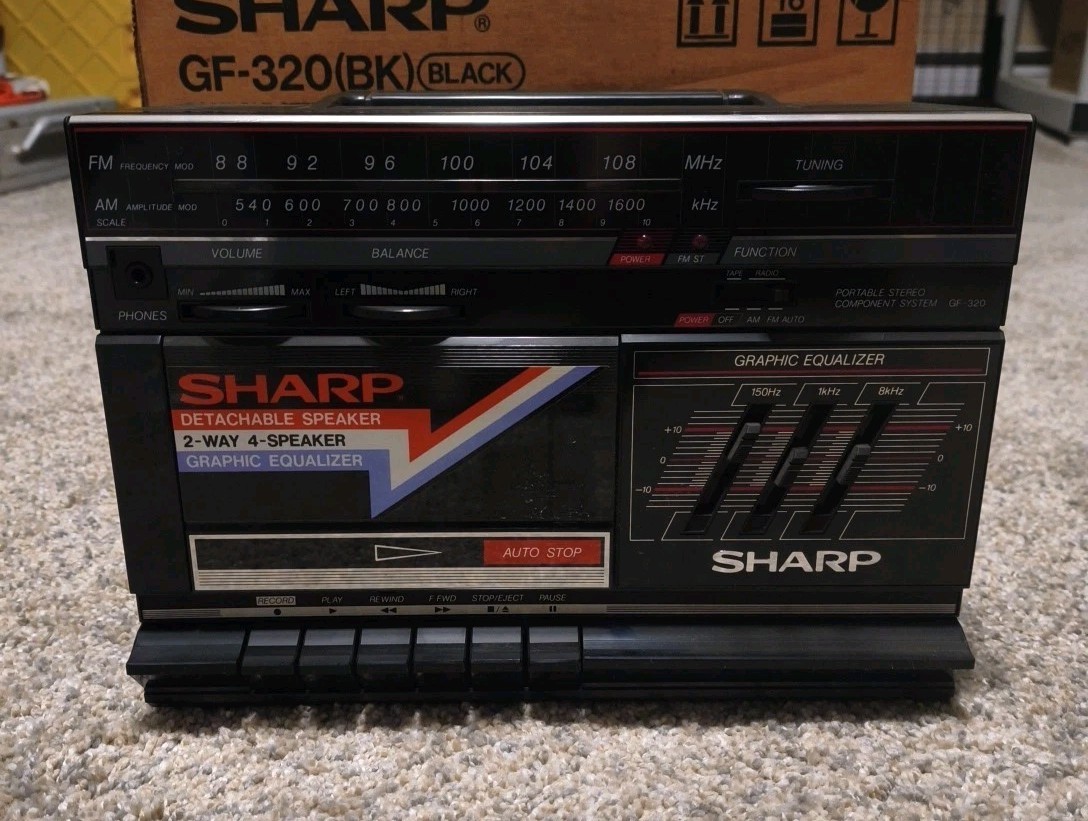 SHARP®
10
GF-320(BK) BLACK
FM FREQUENCY MOD 88 92 96 100 104 108 MHz
TUNING
AM AMPLITUDE MOD 540 600 700 800 1000 1200 1400 1600 kHz
SCALE 0 1 2 3 4 5 6 7 8 9 10
VOLUME BALANCE
POWER FM ST FUNCTION
TAPE RADIO
MIN MAX LEFT RIGHT
PORTABLE STEREO
COMPONENT SYSTEM GF-320
PHONES
POWER OFF AM FM AUTO
SHARP
DETACHABLE SPEAKER
2-WAY 4-SPEAKER
GRAPHIC EQUALIZER
AUTO STOP
GRAPHIC EQUALIZER
150Hz 1kHz 8kHz
+10 +10
0 0
-10 -10
SHARP
RECORD PLAY REWIND F.FWD STOP/EJECT PAUSE